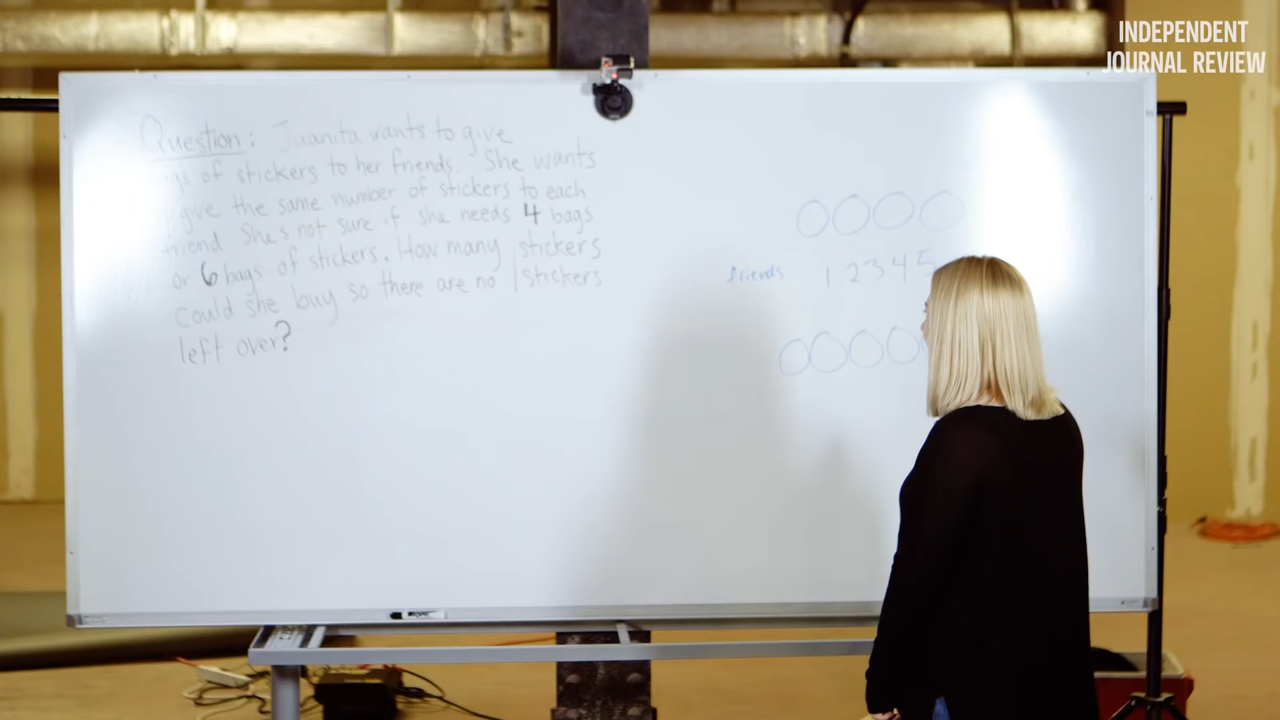 Question: Juanita wants to give
of stickers to her friends. She wants
give the same number of stickers to each
friend She's not sure if she needs 4 bags
or 6 bags of stickers. How many stickers
could she buy so there are no stickers
left over?
friends 1 2 3 4 5
INDEPENDENT
JOURNAL REVIEW